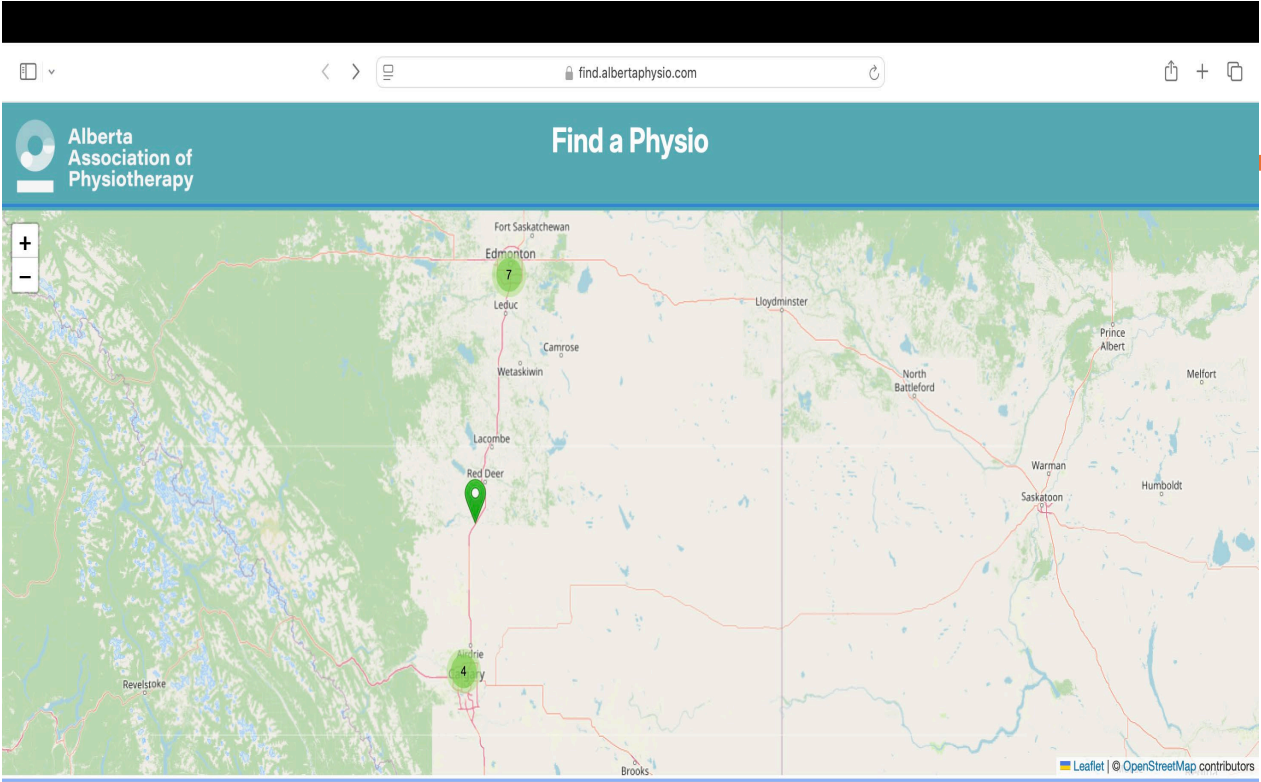 find.albertaphysio.com
Alberta
Association of
Physiotherapy
Find a Physio
+
−
Fort Saskatchewan
Edmonton
7
Leduc
Lloydminster
Camrose
Wetaskiwin
Prince
Albert
North
Battleford
Melfort
Lacombe
Red Deer
Warman
Humboldt
Saskatoon
Airdrie
4
Revelstoke
Brooks
Leaflet | © OpenStreetMap contributors